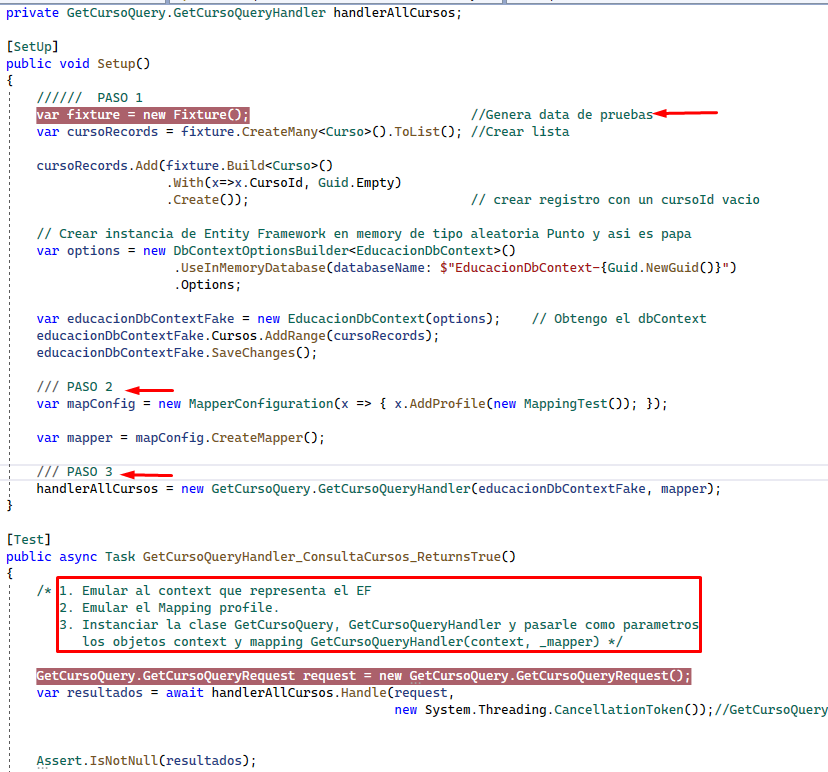 private GetCursoQuery.GetCursoQueryHandler handlerAllCursos;
[SetUp]
public void Setup()
{
////// PASO 1
var fixture = new Fixture(); //Genera data de pruebas
var cursoRecords = fixture.CreateMany<Curso>().ToList(); //Crear lista
cursoRecords.Add(fixture.Build<Curso>()
.With(x=>x.CursoId, Guid.Empty)
.Create()); // crear registro con un cursoId vacio
// Crear instancia de Entity Framework en memory de tipo aleatoria Punto y asi es papa
var options = new DbContextOptionsBuilder<EducacionDbContext>()
.UseInMemoryDatabase(databaseName: $"EducacionDbContext-{Guid.NewGuid()}")
.Options;
var educacionDbContextFake = new EducacionDbContext(options); // Obtengo el dbContext
educacionDbContextFake.Cursos.AddRange(cursoRecords);
educacionDbContextFake.SaveChanges();
/// PASO 2
var mapConfig = new MapperConfiguration(x => { x.AddProfile(new MappingTest()); });
var mapper = mapConfig.CreateMapper();
/// PASO 3
handlerAllCursos = new GetCursoQuery.GetCursoQueryHandler(educacionDbContextFake, mapper);
}
[Test]
public async Task GetCursoQueryHandler_ConsultaCursos_ReturnsTrue()
{
/* 1. Emular al context que representa el EF
2. Emular el Mapping profile.
3. Instanciar la clase GetCursoQuery, GetCursoQueryHandler y pasarle como parametros
los objetos context y mapping GetCursoQueryHandler(context, _mapper) */
GetCursoQuery.GetCursoQueryRequest request = new GetCursoQuery.GetCursoQueryRequest();
var resultados = await handlerAllCursos.Handle(request,
new System.Threading.CancellationToken());//GetCursoQuery
Assert.IsNotNull(resultados);